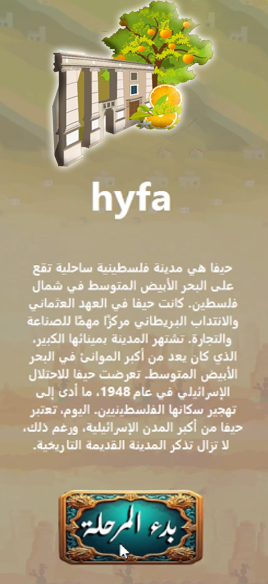 hyfa
حيفا هي مدينة فلسطينية ساحلية تقع
على البحر الأبيض المتوسط في شمال
فلسطين. كانت حيفا في العهد العثماني
والانتداب البريطاني مركزًا مهمًا للصناعة
والتجارة. تشتهر المدينة بمينائها الكبير،
الذي كان يعد من أكبر الموانئ في البحر
الأبيض المتوسط. تعرضت حيفا للاحتلال
الإسرائيلي في عام 1948، ما أدى إلى
تهجير سكانها الفلسطينيين. اليوم، تعتبر
حيفا من أكبر المدن الإسرائيلية، ورغم ذلك،
لا تزال تذكر المدينة القديمة التاريخية.
بدء المرحلة